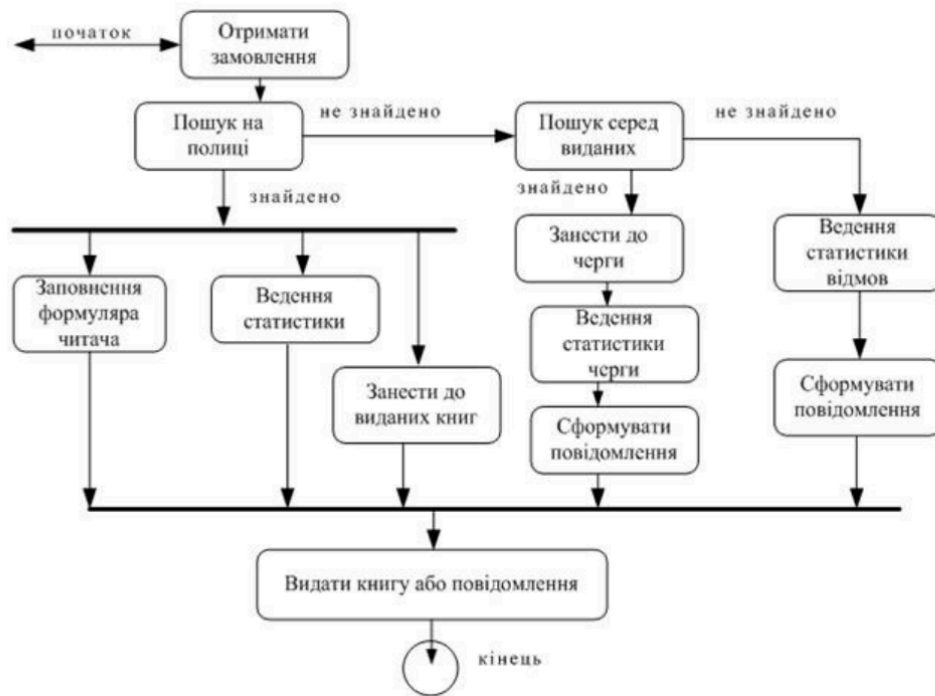 початок
Отримати
замовлення
Пошук на
полиці
не знайдено
Пошук серед
виданих
не знайдено
знайдено
знайдено
Заповнення
формуляра
читача
Ведення
статистики
Занести до
виданих книг
Занести до
черги
Ведення
статистики
черги
Сформувати
повідомлення
Ведення
статистики
відмов
Сформувати
повідомлення
Видати книгу або повідомлення
кінець